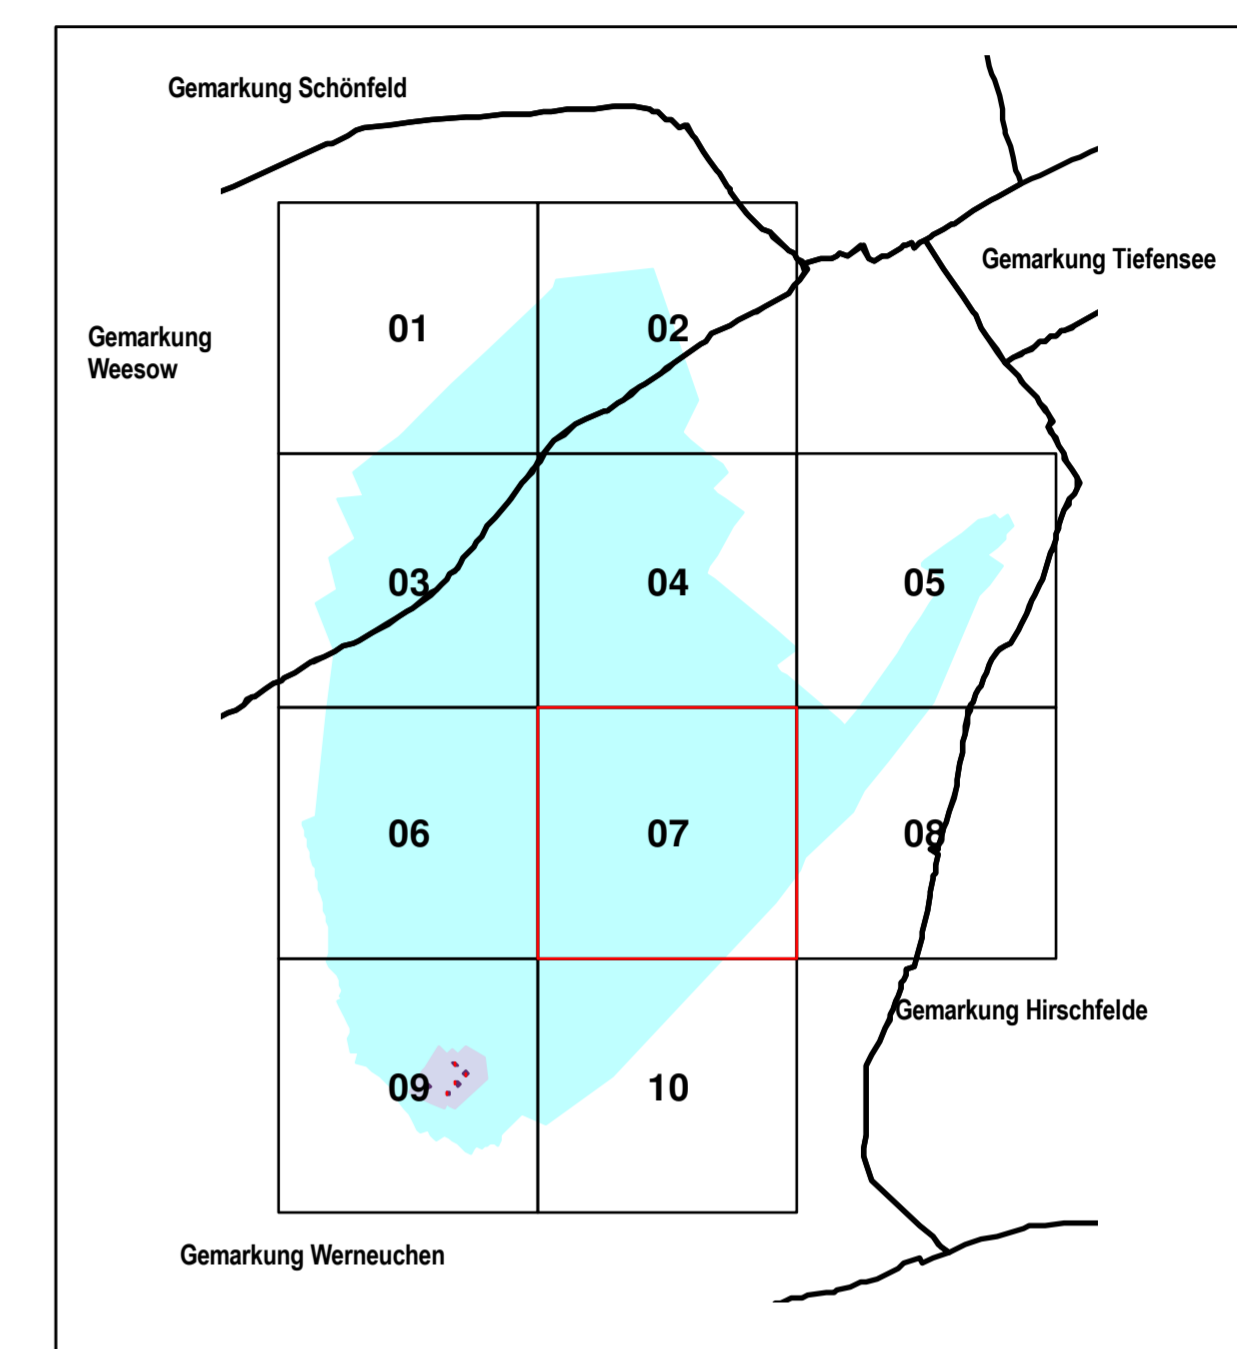 Gemarkung Schönfeld
Gemarkung Tiefensee
Gemarkung
Weesow
01
02
03
04
05
06
07
08
Gemarkung Hirschfelde
09
10
Gemarkung Werneuchen